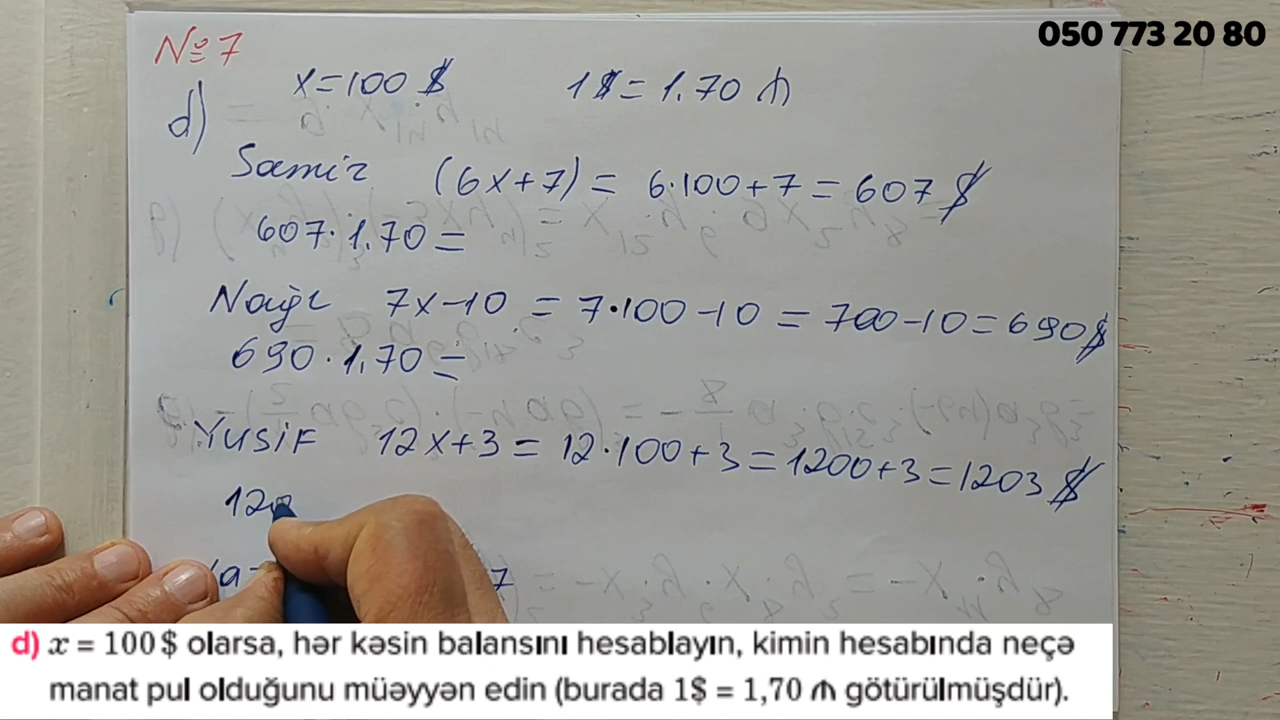 050 773 20 80
№7
d) x=100$ 1$=1.70 ₼
Samir (6x+7)= 6·100+7=607 $
607·1.70=
Nağı 7x-10 = 7·100-10 = 700-10=690$
690·1.70=
Yusif 12x+3 = 12·100+3=1200+3=1203 $
120
7
d) x = 100$ olarsa, hər kəsin balansını hesablayın, kimin hesabında neçə
manat pul olduğunu müəyyən edin (burada 1$ = 1,70 ₼ götürülmüşdür).